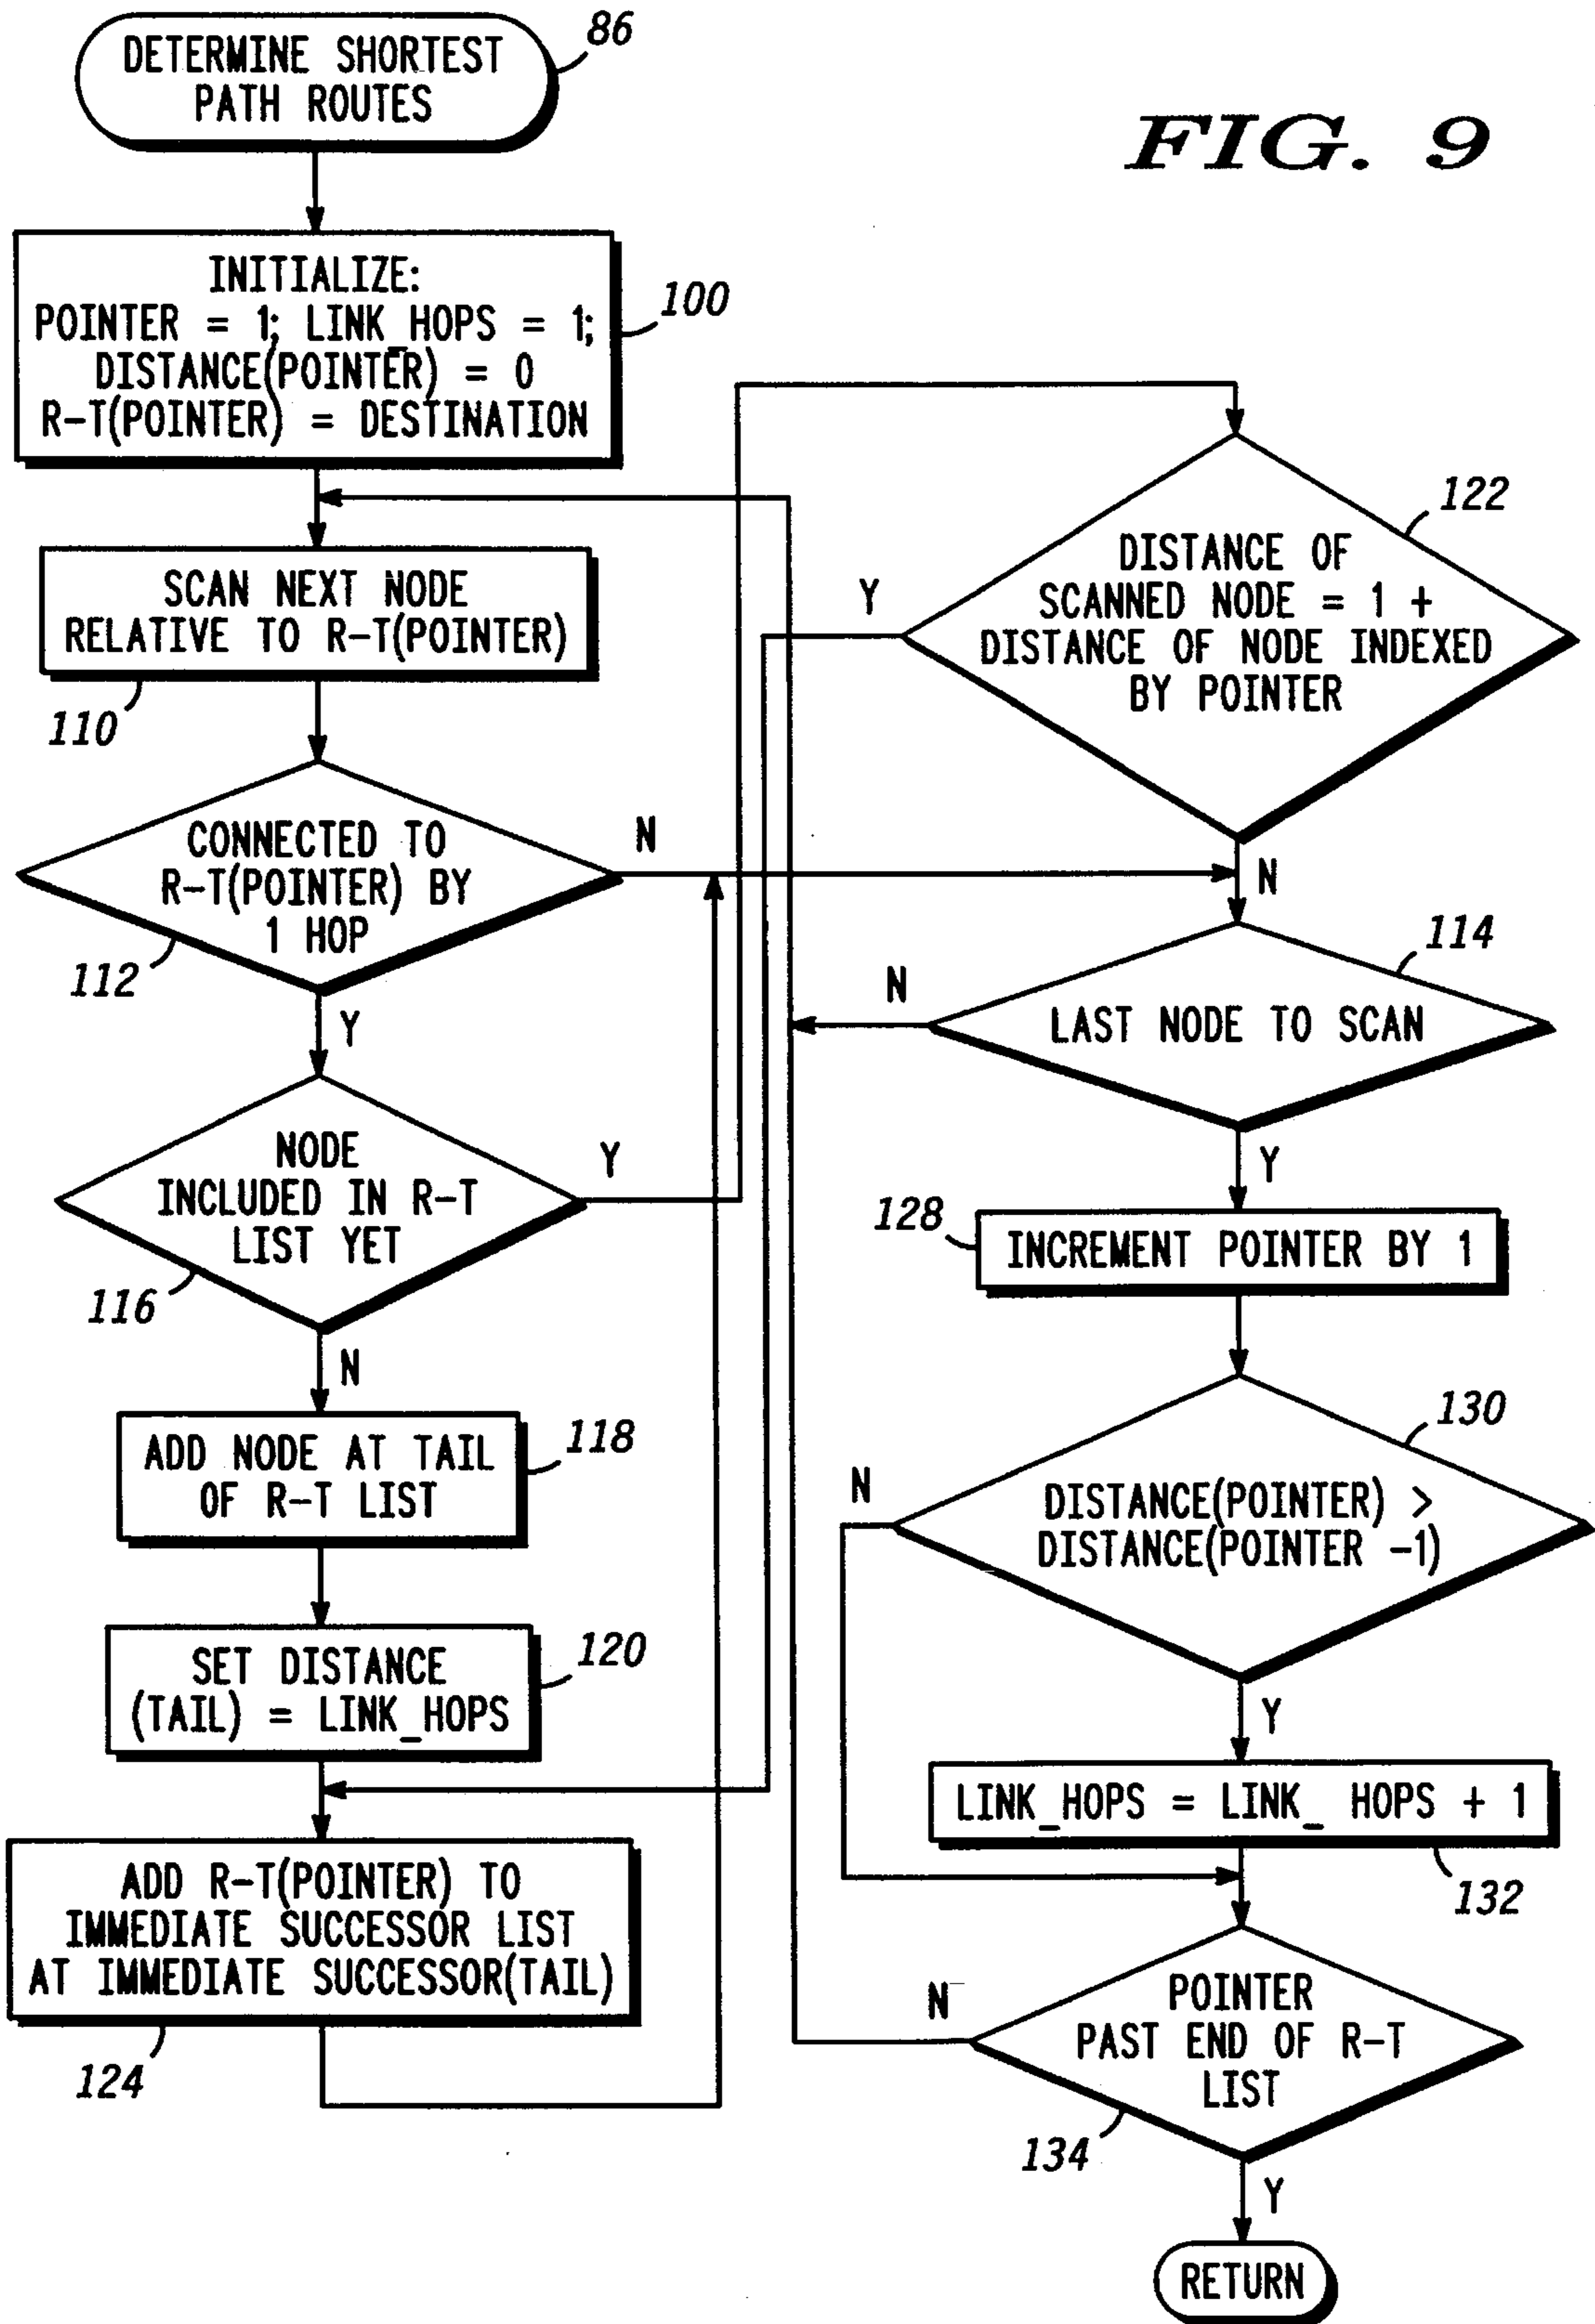 DETERMINE SHORTEST
PATH ROUTES
86
FIG. 9
INITIALIZE:
POINTER = 1; LINK_HOPS = 1;
DISTANCE(POINTER) = 0
R-T(POINTER) = DESTINATION
100
SCAN NEXT NODE
RELATIVE TO R-T(POINTER)
110
CONNECTED TO
R-T(POINTER) BY
1 HOP
112
N
Y
NODE
INCLUDED IN R-T
LIST YET
116
Y
N
ADD NODE AT TAIL
OF R-T LIST
118
SET DISTANCE
(TAIL) = LINK_HOPS
120
ADD R-T(POINTER) TO
IMMEDIATE SUCCESSOR LIST
AT IMMEDIATE SUCCESSOR(TAIL)
124
DISTANCE OF
SCANNED NODE = 1 +
DISTANCE OF NODE INDEXED
BY POINTER
122
Y
N
LAST NODE TO SCAN
114
N
Y
INCREMENT POINTER BY 1
128
DISTANCE(POINTER) >
DISTANCE(POINTER -1)
130
N
Y
LINK_HOPS = LINK_ HOPS + 1
132
POINTER
PAST END OF R-T
LIST
134
N
Y
RETURN